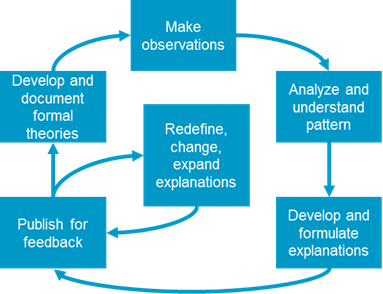 Make
observations
Develop and
document
formal
theories
Analyze and
understand
pattern
Redefine,
change,
expand
explanations
Publish for
feedback
Develop and
formulate
explanations